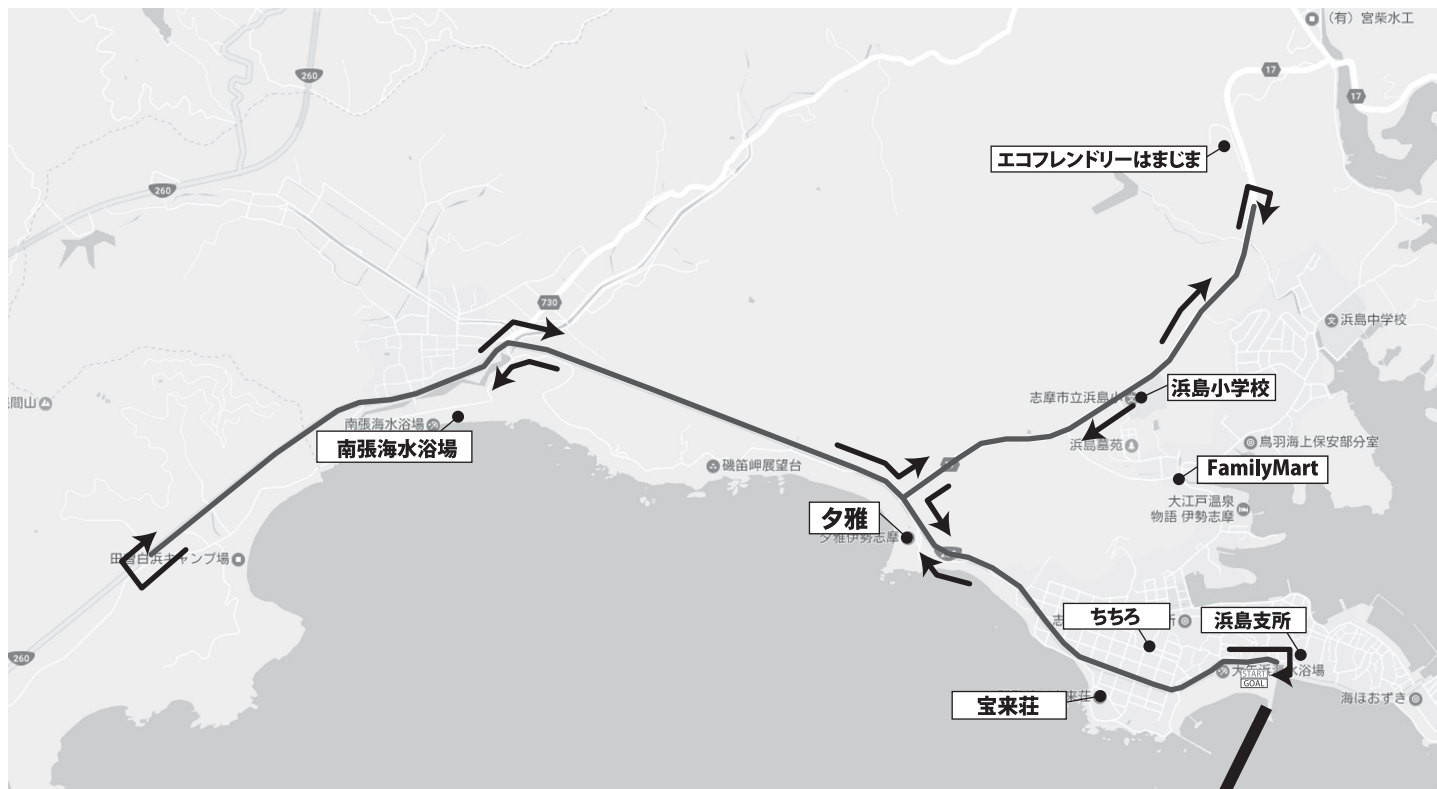 (有) 宮柴水工
260
17
17
エコフレンドリーはまじま
260
730
浜島中学校
浜島小学校
志摩市立浜島小
南張海水浴場
南張海水浴場
浜島墓苑
鳥羽海上保安部分室
磯笛岬展望台
FamilyMart
大江戸温泉
物語 伊勢志摩
夕雅
夕雅伊勢志摩
田曽白浜キャンプ場
ちちろ
浜島支所
260
START
GOAL
宝来荘
海ほおずき